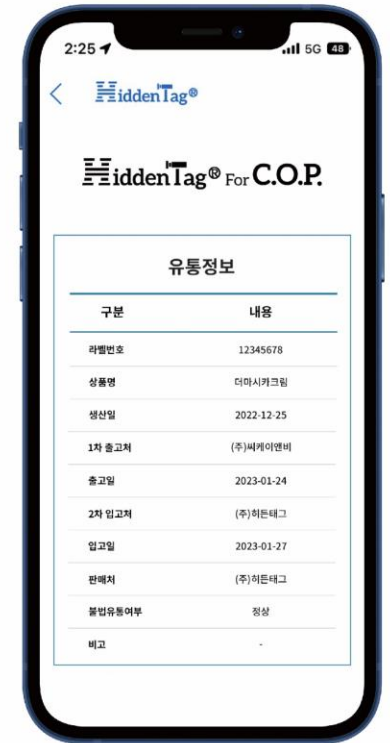 2:25 5G 48
HiddenTag®
HiddenTag® For C.O.P.
유통정보
구분 내용
라벨번호 12345678
상품명 더마시카크림
생산일 2022-12-25
1차 출고처 (주)씨케이앤비
출고일 2023-01-24
2차 입고처 (주)히든태그
입고일 2023-01-27
판매처 (주)히든태그
불법유통여부 정상
비고 -